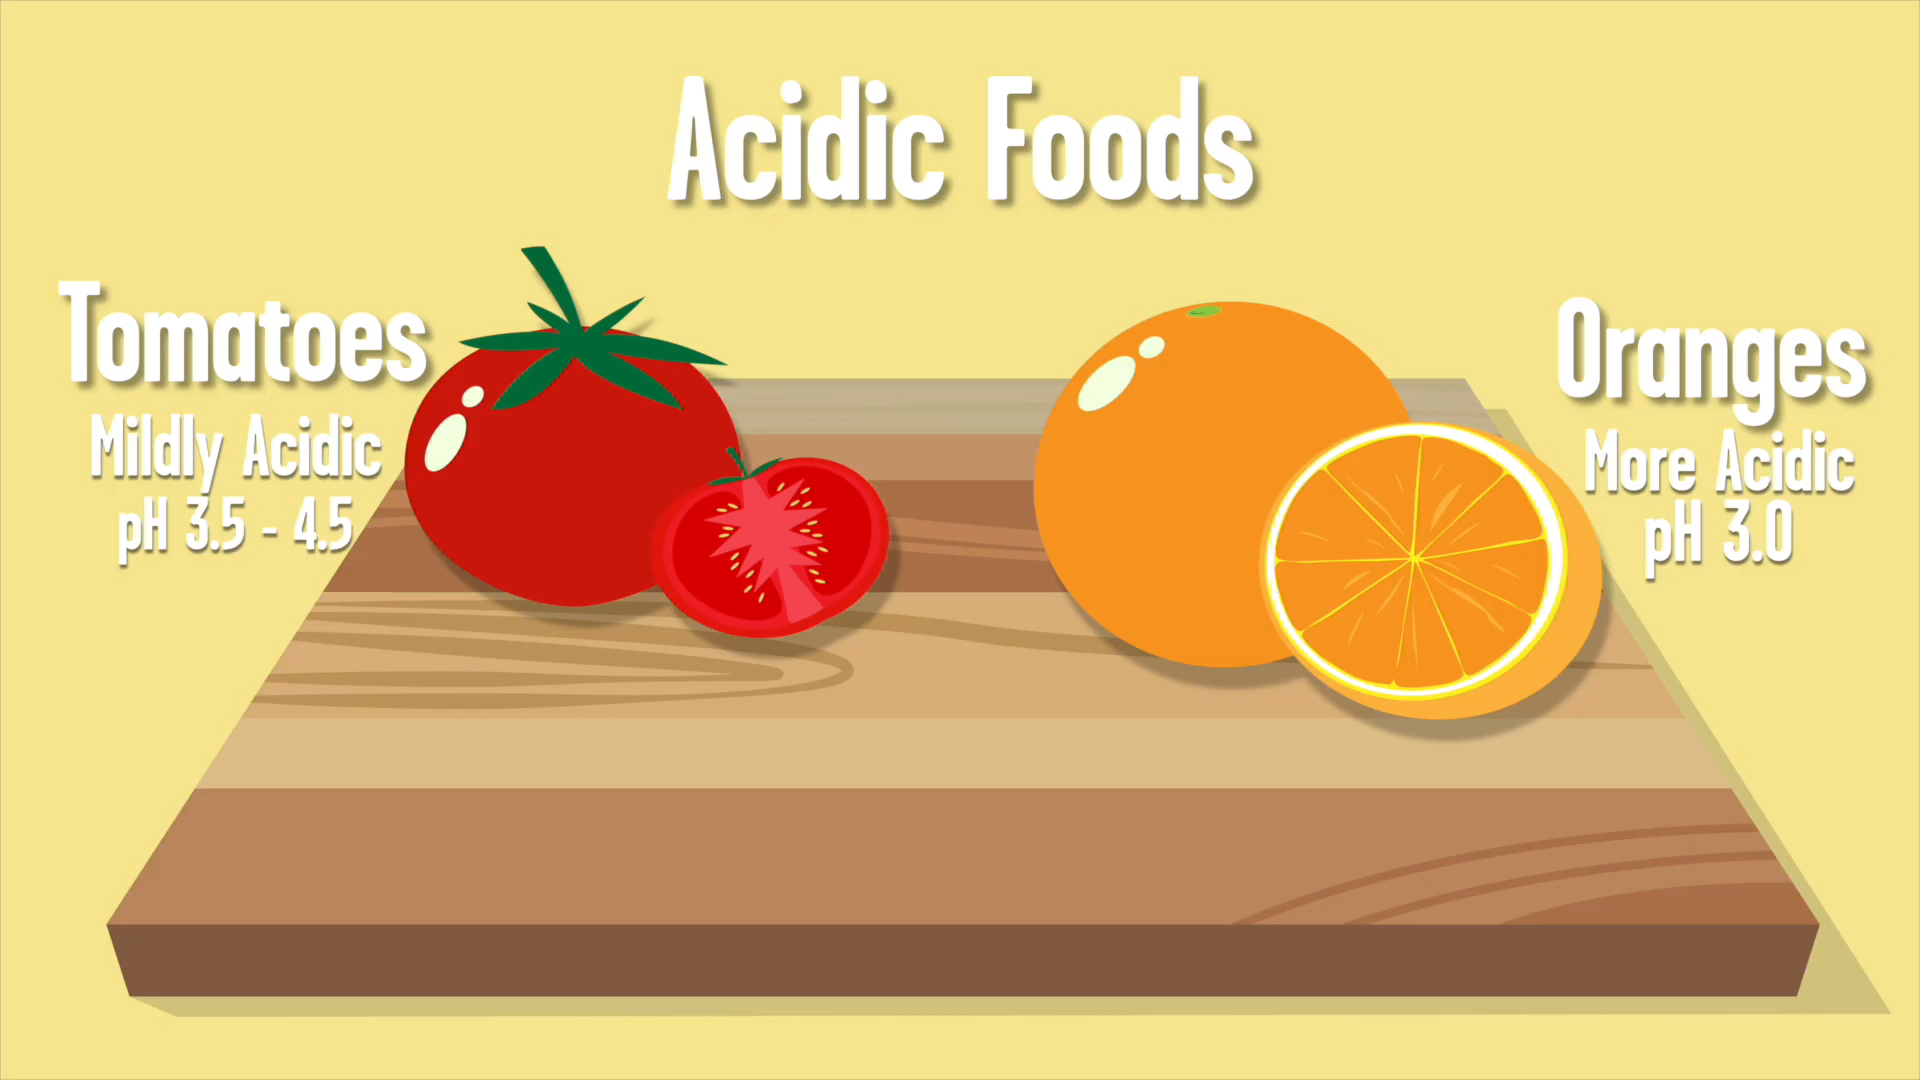 Acidic Foods
Tomatoes
Mildly Acidic
pH 3.5 - 4.5
Oranges
More Acidic
pH 3.0